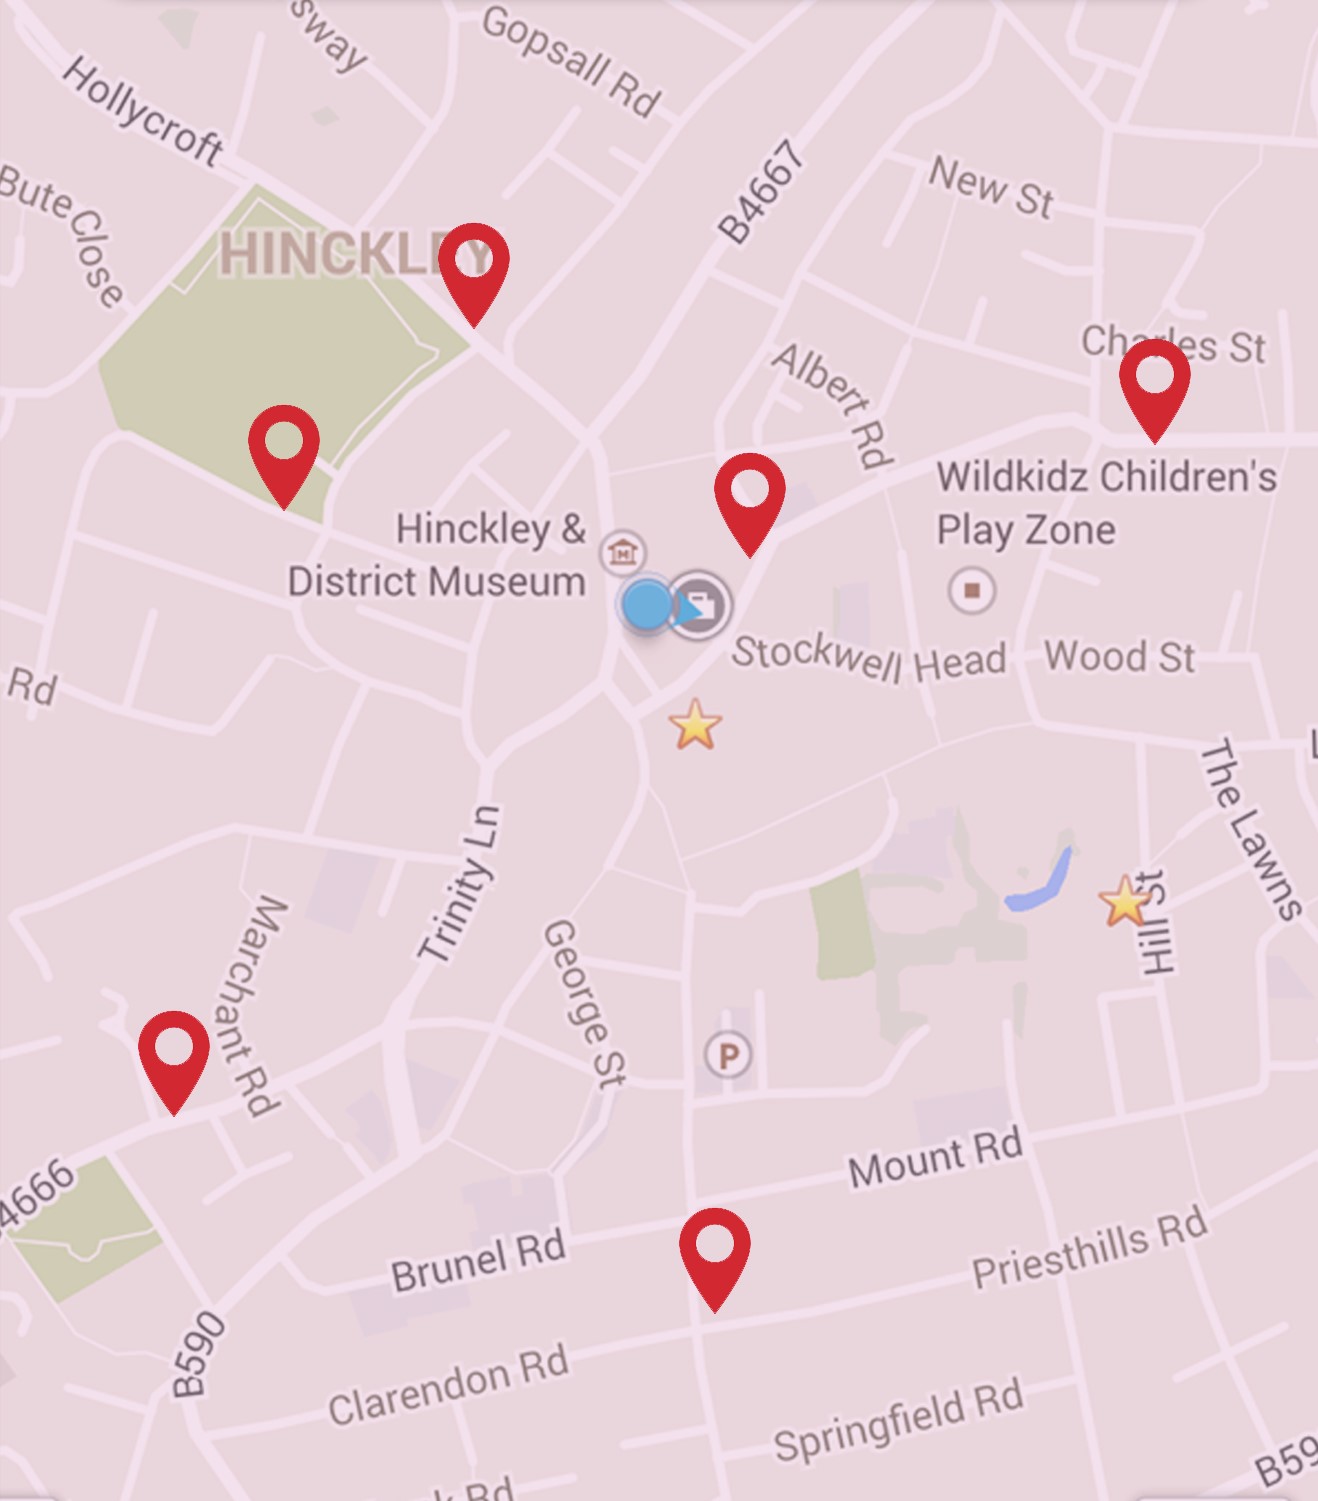 sway
Gopsall Rd
Hollycroft
B4667
New St
Bute Close
HINCKLEY
Charles St
Albert Rd
Wildkidz Children's
Play Zone
Hinckley &
District Museum
M
Stockwell Head
Wood St
Rd
The Lawns
Trinity Ln
Hill St
Marchant Rd
George St
P
Mount Rd
4666
Priesthills Rd
Brunel Rd
B590
Clarendon Rd
Springfield Rd
B59
k Rd